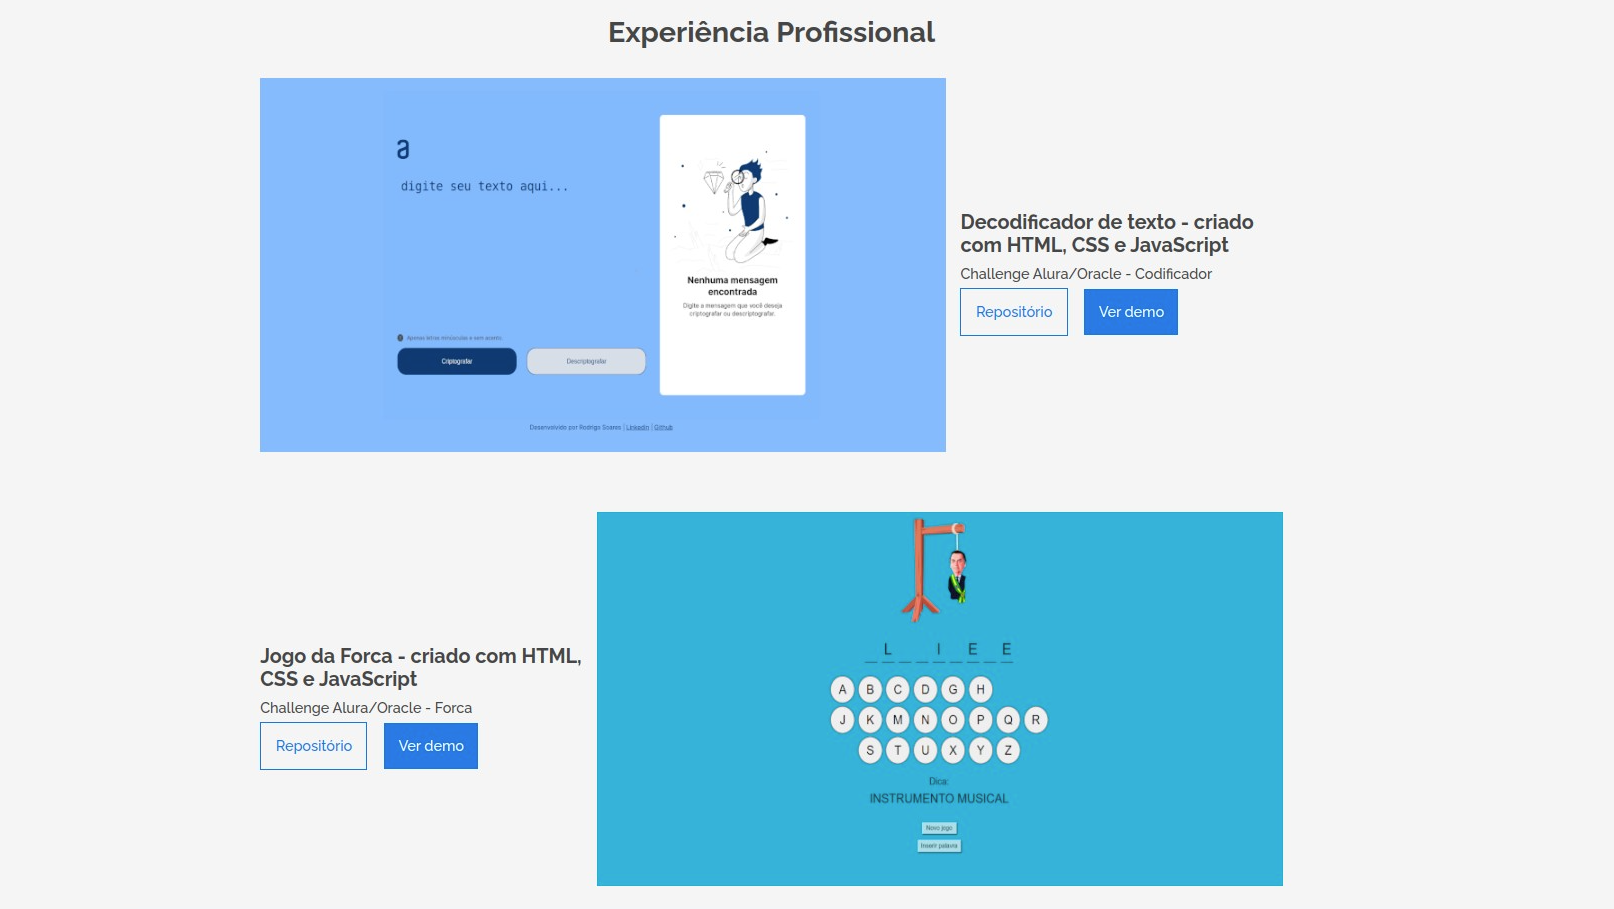 Experiência Profissional
a
digite seu texto aqui...
Nenhuma mensagem
encontrada
Digite a mensagem que você deseja
criptografar ou descriptografar.
Apenas letras minúsculas e sem acento.
Criptografar
Descriptografar
Desenvolvido por Rodrigo Soares | Linkedin | Github
Decodificador de texto - criado
com HTML, CSS e JavaScript
Challenge Alura/Oracle - Codificador
Repositório Ver demo
Jogo da Forca - criado com HTML,
CSS e JavaScript
Challenge Alura/Oracle - Forca
Repositório Ver demo
L I E E
A B C D G H
J K M N O P Q R
S T U X Y Z
Dica:
INSTRUMENTO MUSICAL
Novo jogo
Inserir palavra